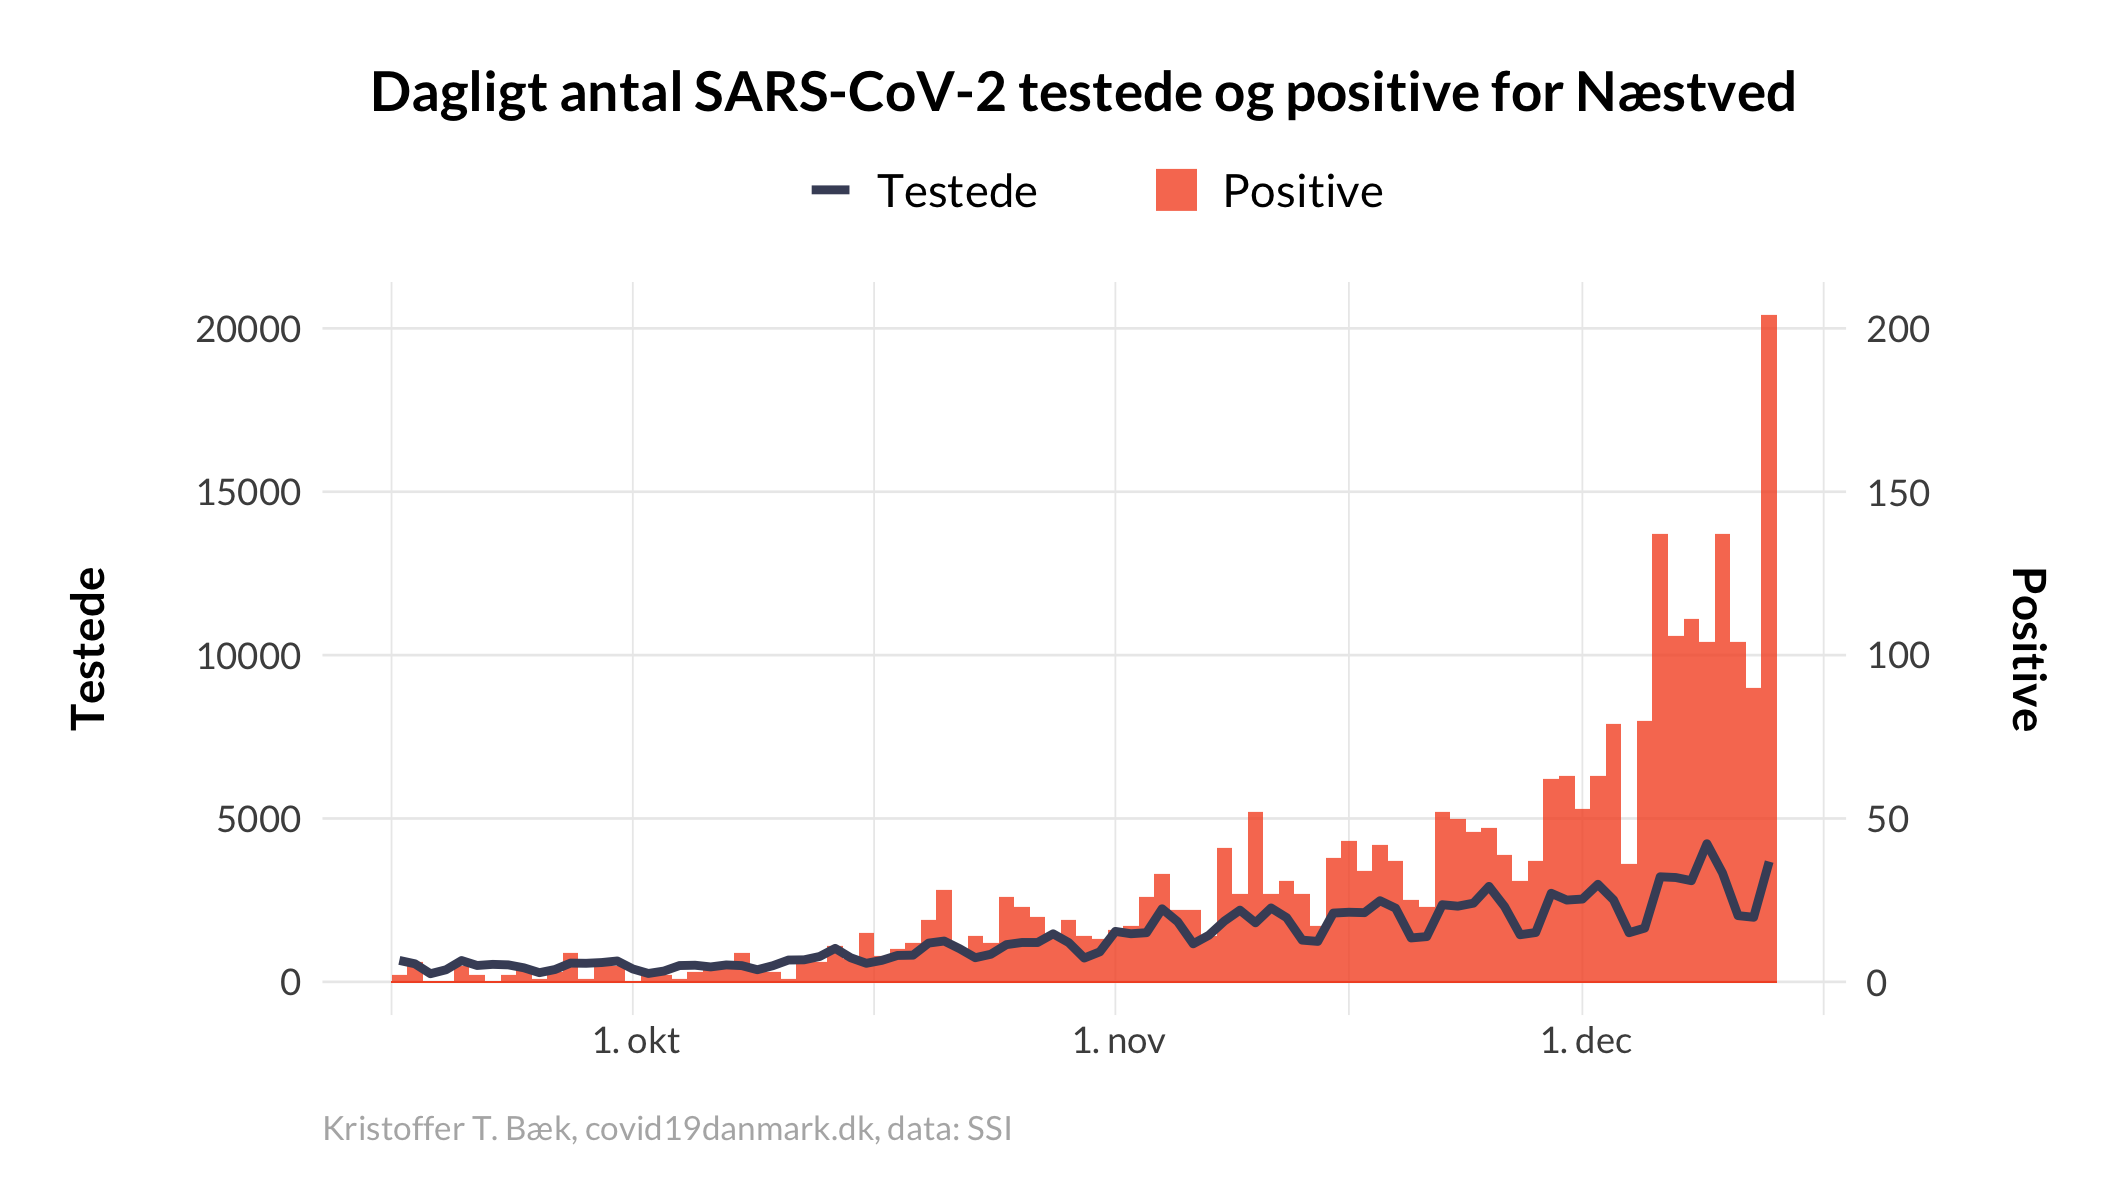 Dagligt antal SARS-CoV-2 testede og positive for Næstved
Testede
Positive
20000
15000
10000
5000
0
Testede
200
150
100
50
0
Positive
1. okt
1. nov
1. dec
Kristoffer T. Bæk, covid19danmark.dk, data: SSI